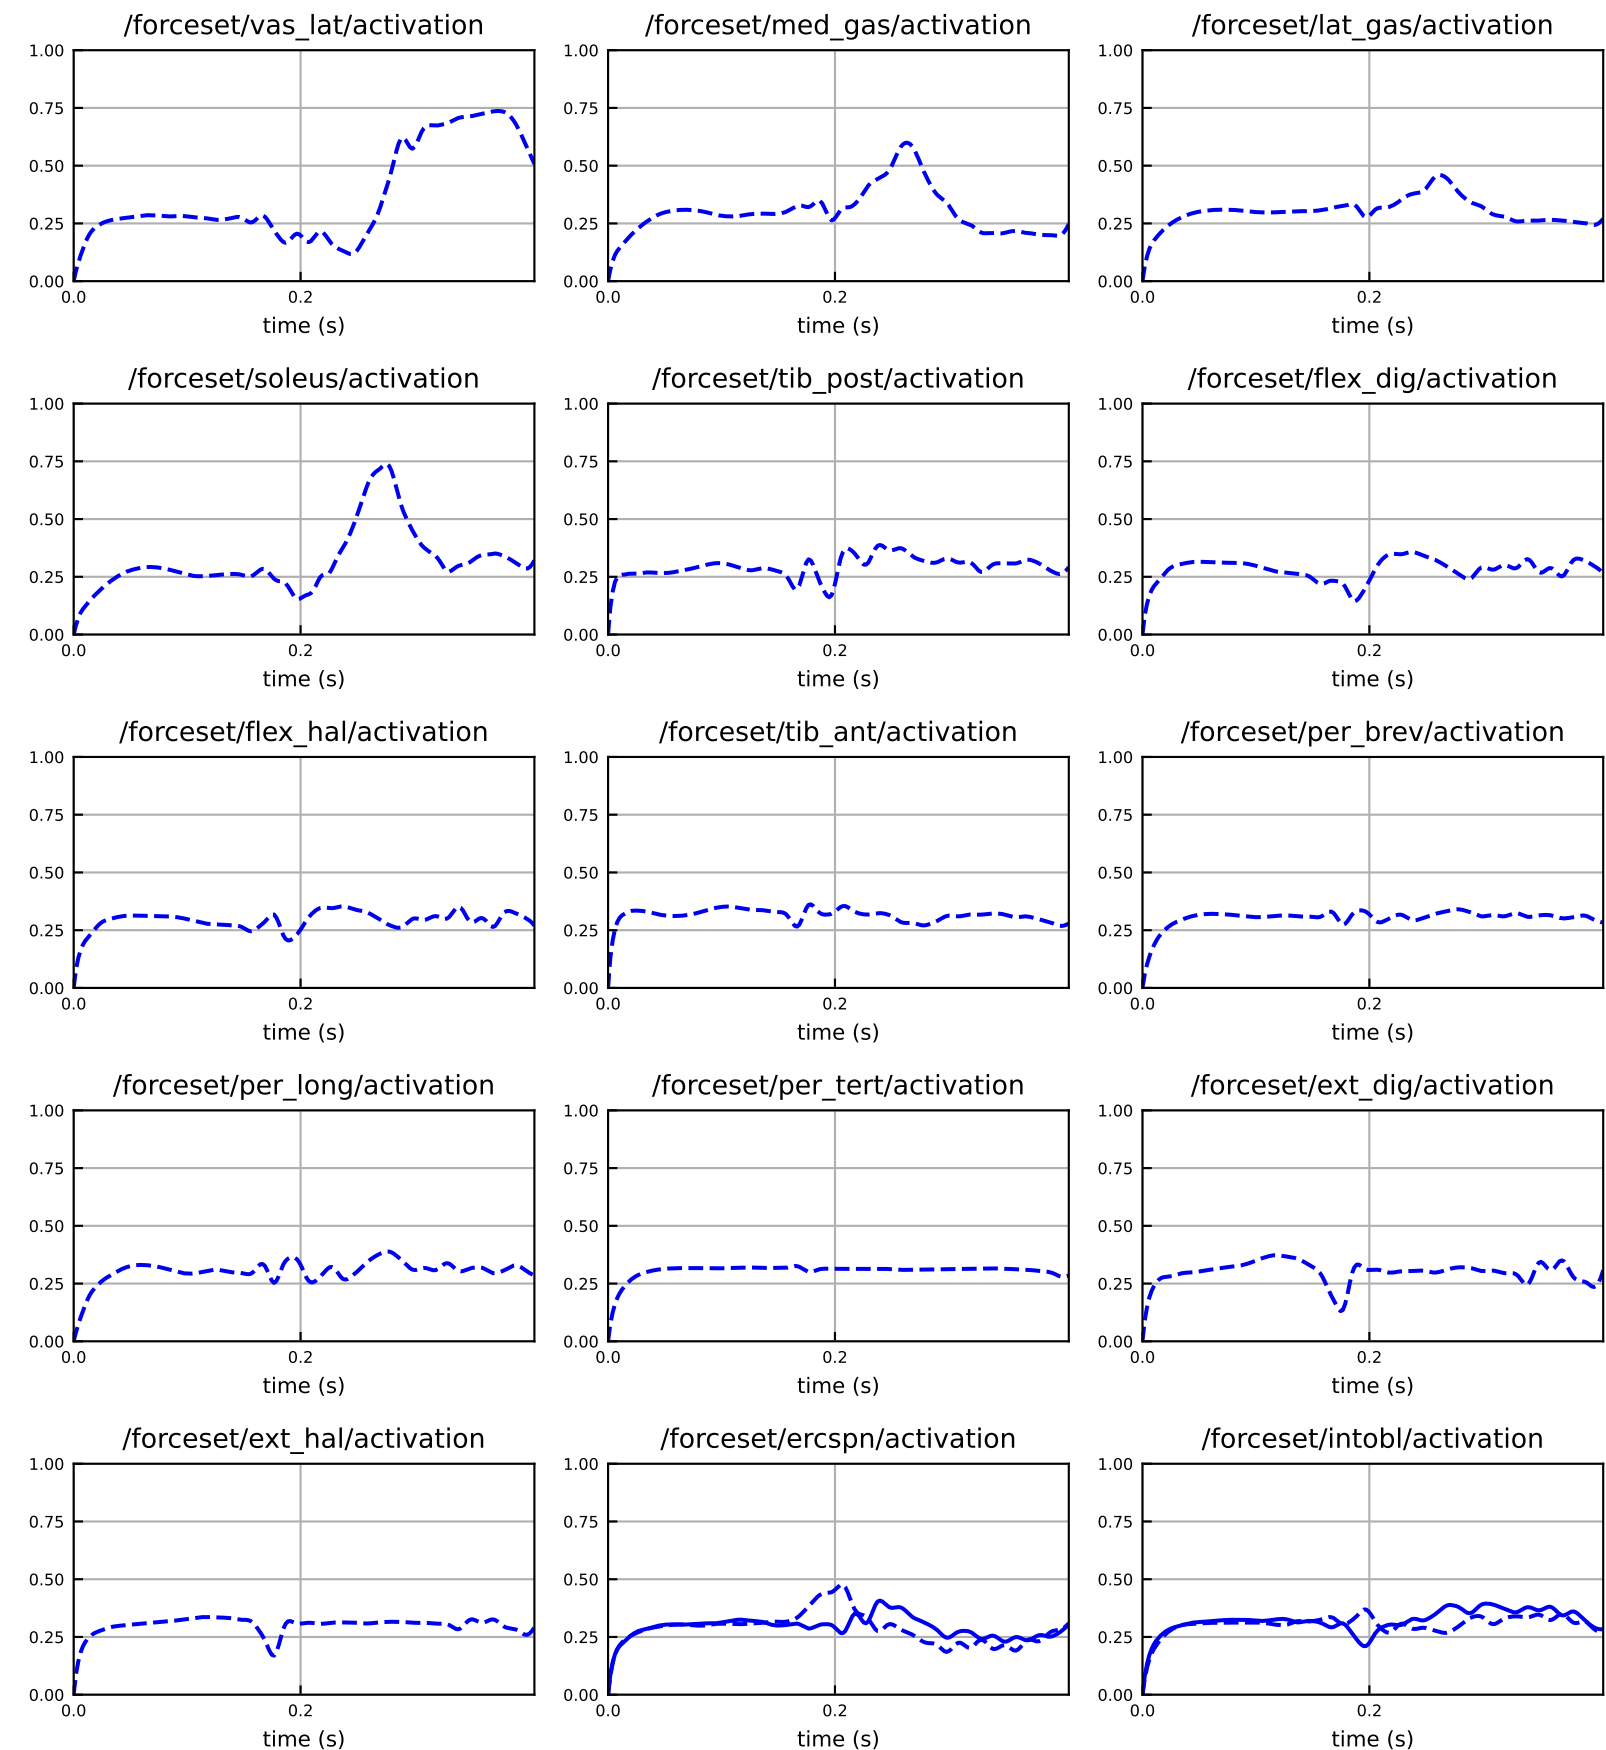 /forceset/vas_lat/activation /forceset/med_gas/activation /forceset/lat_gas/activation
1.00 1.00 1.00
0.75 0.75 0.75
0.50 0.50 0.50
0.25 0.25 0.25
0.00 0.00 0.00
0.0 0.2 0.0 0.2 0.0 0.2
time (s) time (s) time (s)
/forceset/soleus/activation /forceset/tib_post/activation /forceset/flex_dig/activation
1.00 1.00 1.00
0.75 0.75 0.75
0.50 0.50 0.50
0.25 0.25 0.25
0.00 0.00 0.00
0.0 0.2 0.0 0.2 0.0 0.2
time (s) time (s) time (s)
/forceset/flex_hal/activation /forceset/tib_ant/activation /forceset/per_brev/activation
1.00 1.00 1.00
0.75 0.75 0.75
0.50 0.50 0.50
0.25 0.25 0.25
0.00 0.00 0.00
0.0 0.2 0.0 0.2 0.0 0.2
time (s) time (s) time (s)
/forceset/per_long/activation /forceset/per_tert/activation /forceset/ext_dig/activation
1.00 1.00 1.00
0.75 0.75 0.75
0.50 0.50 0.50
0.25 0.25 0.25
0.00 0.00 0.00
0.0 0.2 0.0 0.2 0.0 0.2
time (s) time (s) time (s)
/forceset/ext_hal/activation /forceset/ercspn/activation /forceset/intobl/activation
1.00 1.00 1.00
0.75 0.75 0.75
0.50 0.50 0.50
0.25 0.25 0.25
0.00 0.00 0.00
0.0 0.2 0.0 0.2 0.0 0.2
time (s) time (s) time (s)